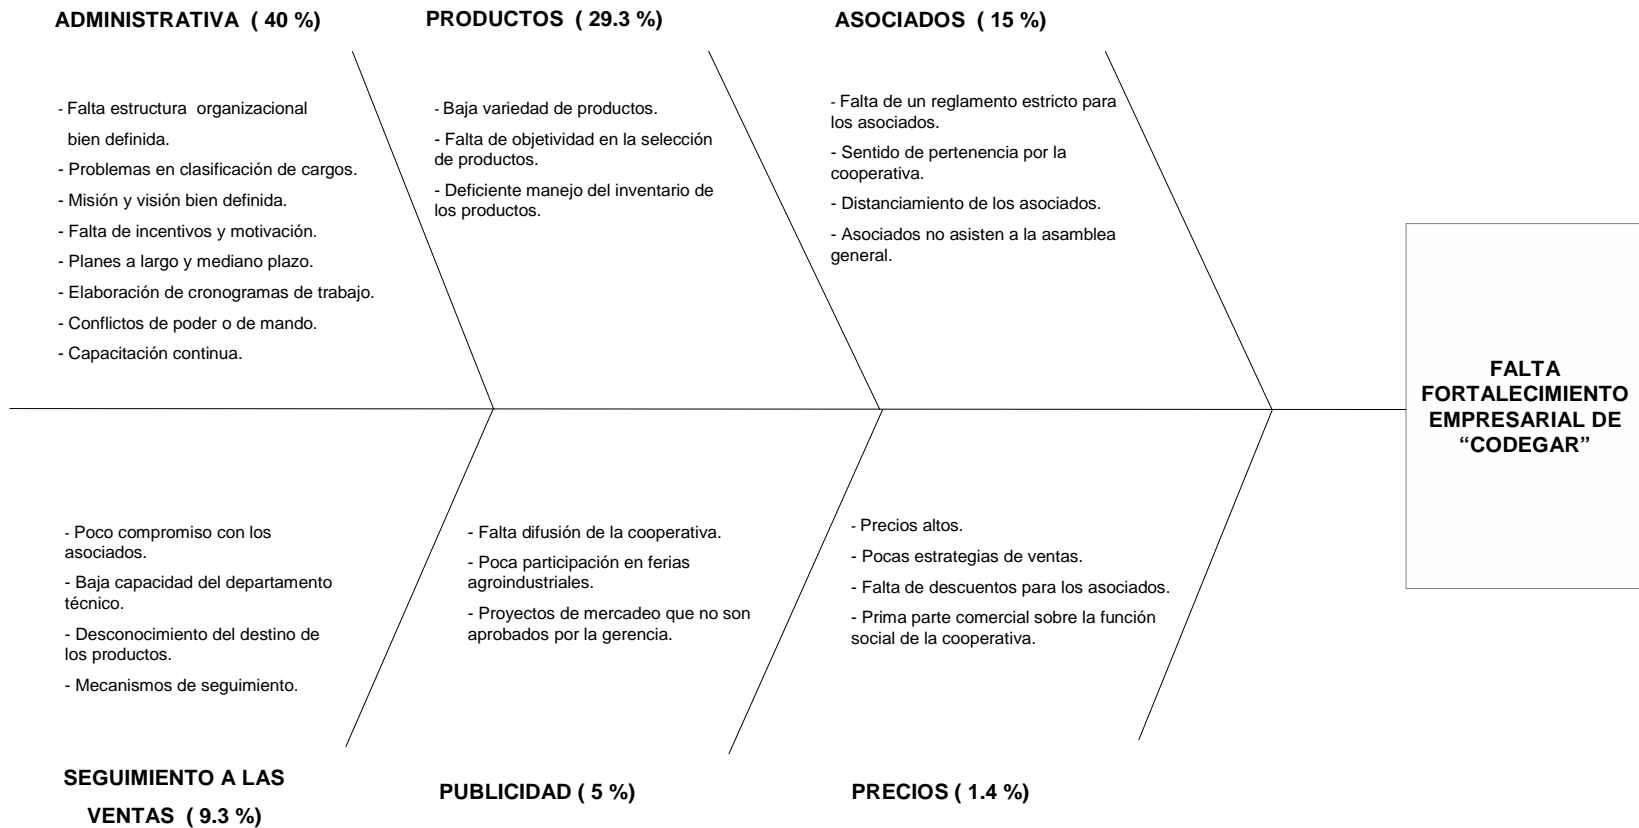 ADMINISTRATIVA ( 40 %)
- Falta estructura organizacional
bien definida.
- Problemas en clasificación de cargos.
- Misión y visión bien definida.
- Falta de incentivos y motivación.
- Planes a largo y mediano plazo.
- Elaboración de cronogramas de trabajo.
- Conflictos de poder o de mando.
- Capacitación continua.
PRODUCTOS ( 29.3 %)
- Baja variedad de productos.
- Falta de objetividad en la selección
de productos.
- Deficiente manejo del inventario de
los productos.
ASOCIADOS ( 15 %)
- Falta de un reglamento estricto para
los asociados.
- Sentido de pertenencia por la
cooperativa.
- Distanciamiento de los asociados.
- Asociados no asisten a la asamblea
general.
FALTA
FORTALECIMIENTO
EMPRESARIAL DE
“CODEGAR”
- Poco compromiso con los
asociados.
- Baja capacidad del departamento
técnico.
- Desconocimiento del destino de
los productos.
- Mecanismos de seguimiento.
SEGUIMIENTO A LAS
VENTAS ( 9.3 %)
- Falta difusión de la cooperativa.
- Poca participación en ferias
agroindustriales.
- Proyectos de mercadeo que no son
aprobados por la gerencia.
PUBLICIDAD ( 5 %)
- Precios altos.
- Pocas estrategias de ventas.
- Falta de descuentos para los asociados.
- Prima parte comercial sobre la función
social de la cooperativa.
PRECIOS ( 1.4 %)